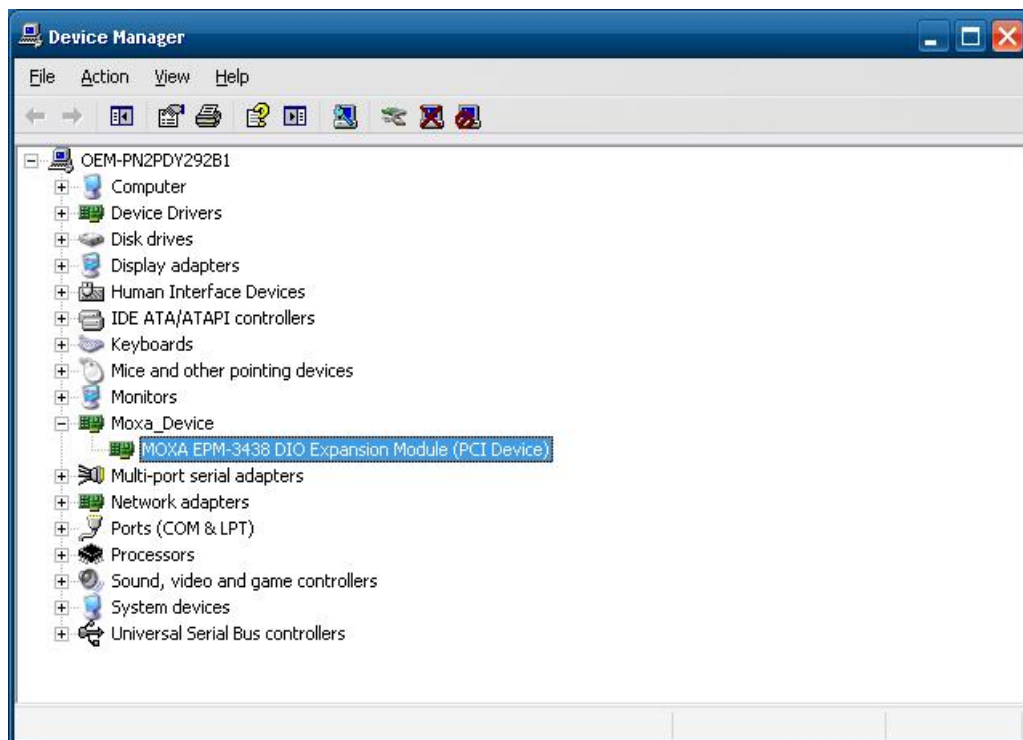 Device Manager
File Action View Help
OEM-PN2PDY292B1
Computer
Device Drivers
Disk drives
Display adapters
Human Interface Devices
IDE ATA/ATAPI controllers
Keyboards
Mice and other pointing devices
Monitors
Moxa_Device
MOXA EPM-3438 DIO Expansion Module (PCI Device)
Multi-port serial adapters
Network adapters
Ports (COM & LPT)
Processors
Sound, video and game controllers
System devices
Universal Serial Bus controllers